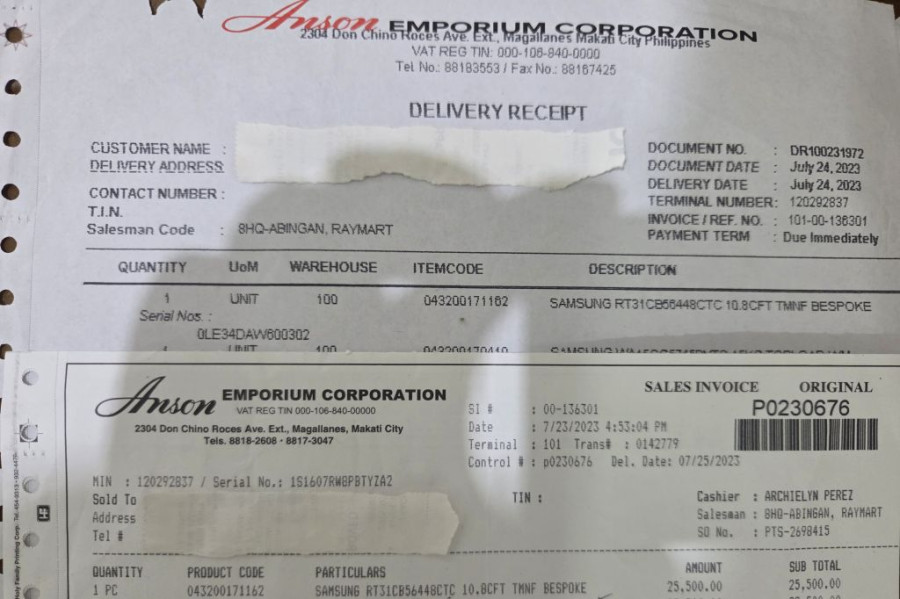 Anson EMPORIUM CORPORATION
2304 Don Chino Roces Ave. Ext., Magallanes Makati City Philippines
VAT REG TIN: 000-106-840-0000
Tel No.: 88183553 / Fax No.: 88167425
DELIVERY RECEIPT
CUSTOMER NAME :
DELIVERY ADDRESS
CONTACT NUMBER :
T.I.N.
Salesman Code : 8HQ-ABINGAN, RAYMART
DOCUMENT NO. : DR100231972
DOCUMENT DATE : July 24, 2023
DELIVERY DATE : July 24, 2023
TERMINAL NUMBER: 120292837
INVOICE / REF. NO. : 101-00-136301
PAYMENT TERM : Due Immediately
QUANTITY UoM WAREHOUSE ITEMCODE DESCRIPTION
1 UNIT 100 043200171162 SAMSUNG RT31CB56448CTC 10.8CFT TMNF BESPOKE
Serial Nos. :
0LE34DAW600302
1 UNIT 100
Anson EMPORIUM CORPORATION
VAT REG TIN 000-106-840-00000
2304 Don Chino Roces Ave. Ext., Magallanes, Makati City
Tels. 8818-2608 - 8817-3047
SALES INVOICE ORIGINAL
P0230676
SI # : 00-136301
Date : 7/23/2023 4:53:04 PM
Terminal : 101 Trans# : 0142779
Control # : p0230676 Del. Date: 07/25/2023
MIN : 120292837 / Serial No.: 1S1607RW8PBTYZA2
Sold To
Address
Tel #
TIN :
Cashier : ARCHIELYN PEREZ
Salesman : 8HQ-ABINGAN, RAYMART
SO No. : PTS-2698415
QUANTITY PRODUCT CODE PARTICULARS AMOUNT SUB TOTAL
1 PC 043200171162 SAMSUNG RT31CB56448CTC 10.8CFT TMNF BESPOKE 25,500.00 25,500.00